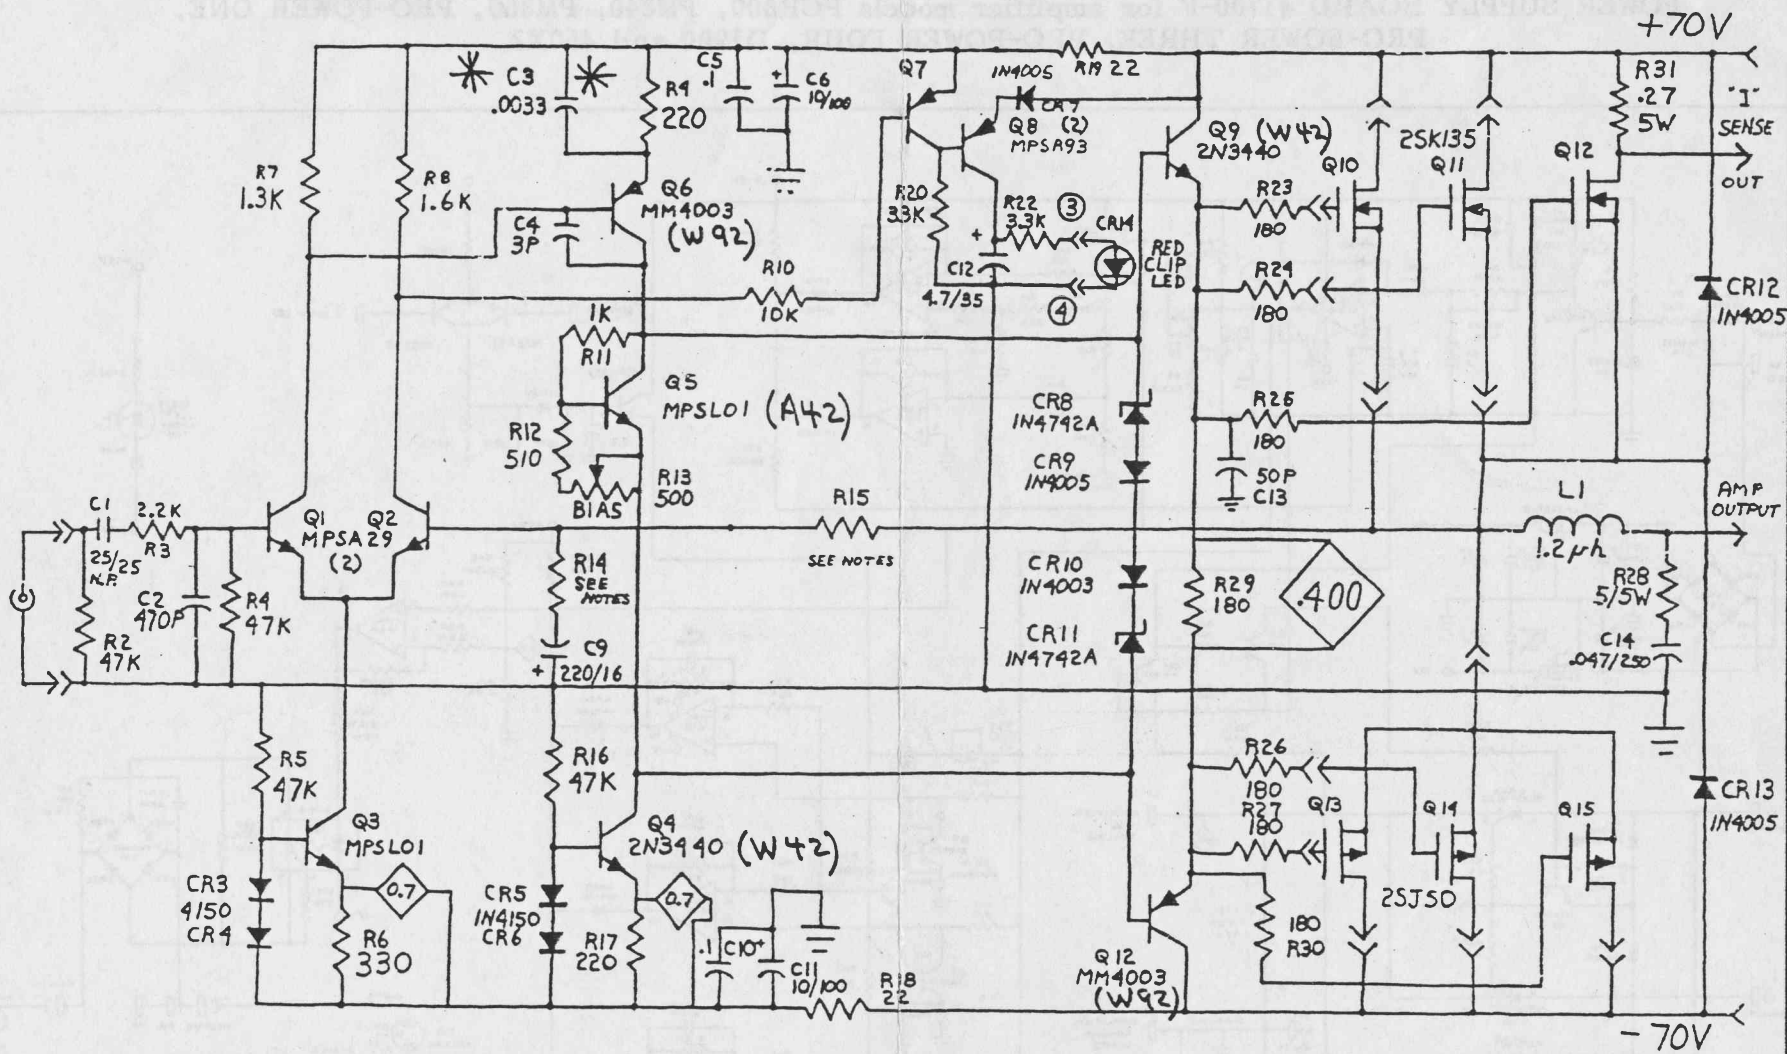 +70V
C3
.0033
R4
220
C5
.1
+
C6
10/100
Q7
1N4005
R19 22
CR7
Q8 (2)
MPSA93
Q9 (W42)
2N3440
2SK135
Q10
Q11
Q12
R31
.27
5W
"I"
SENSE
OUT
R7
1.3K
R8
1.6K
Q6
MM4003
(W92)
C4
3P
R20
33K
R22
3.3K
③
CR14
RED
CLIP
LED
R23
180
R24
180
+
C12
4.7/35
④
R10
10K
CR12
1N4005
1K
R11
Q5
MPSL01 (A42)
CR8
1N4742A
CR9
1N4005
R25
180
50P
C13
R12
510
R13
500
BIAS
R15
SEE NOTES
L1
1.2μh
AMP
OUTPUT
C1
25/25
N.P.
2.2K
R3
Q1
Q2
MPSA29
(2)
R14
SEE
NOTES
CR10
1N4003
R29
180
.400
R28
5/5W
C2
470P
R4
47K
R2
47K
C9
+ 220/16
CR11
1N4742A
C14
.047/250
R5
47K
R16
47K
R26
180
R27
180
Q13
Q14
Q15
CR13
1N4005
Q3
MPSL01
Q4
2N3440 (W42)
0.7
0.7
CR3
4150
CR4
CR5
1N4150
CR6
R6
330
R17
220
.1
C10
+
C11
10/100
R18
22
Q12
MM4003
(W92)
180
R30
2SJ50
-70V